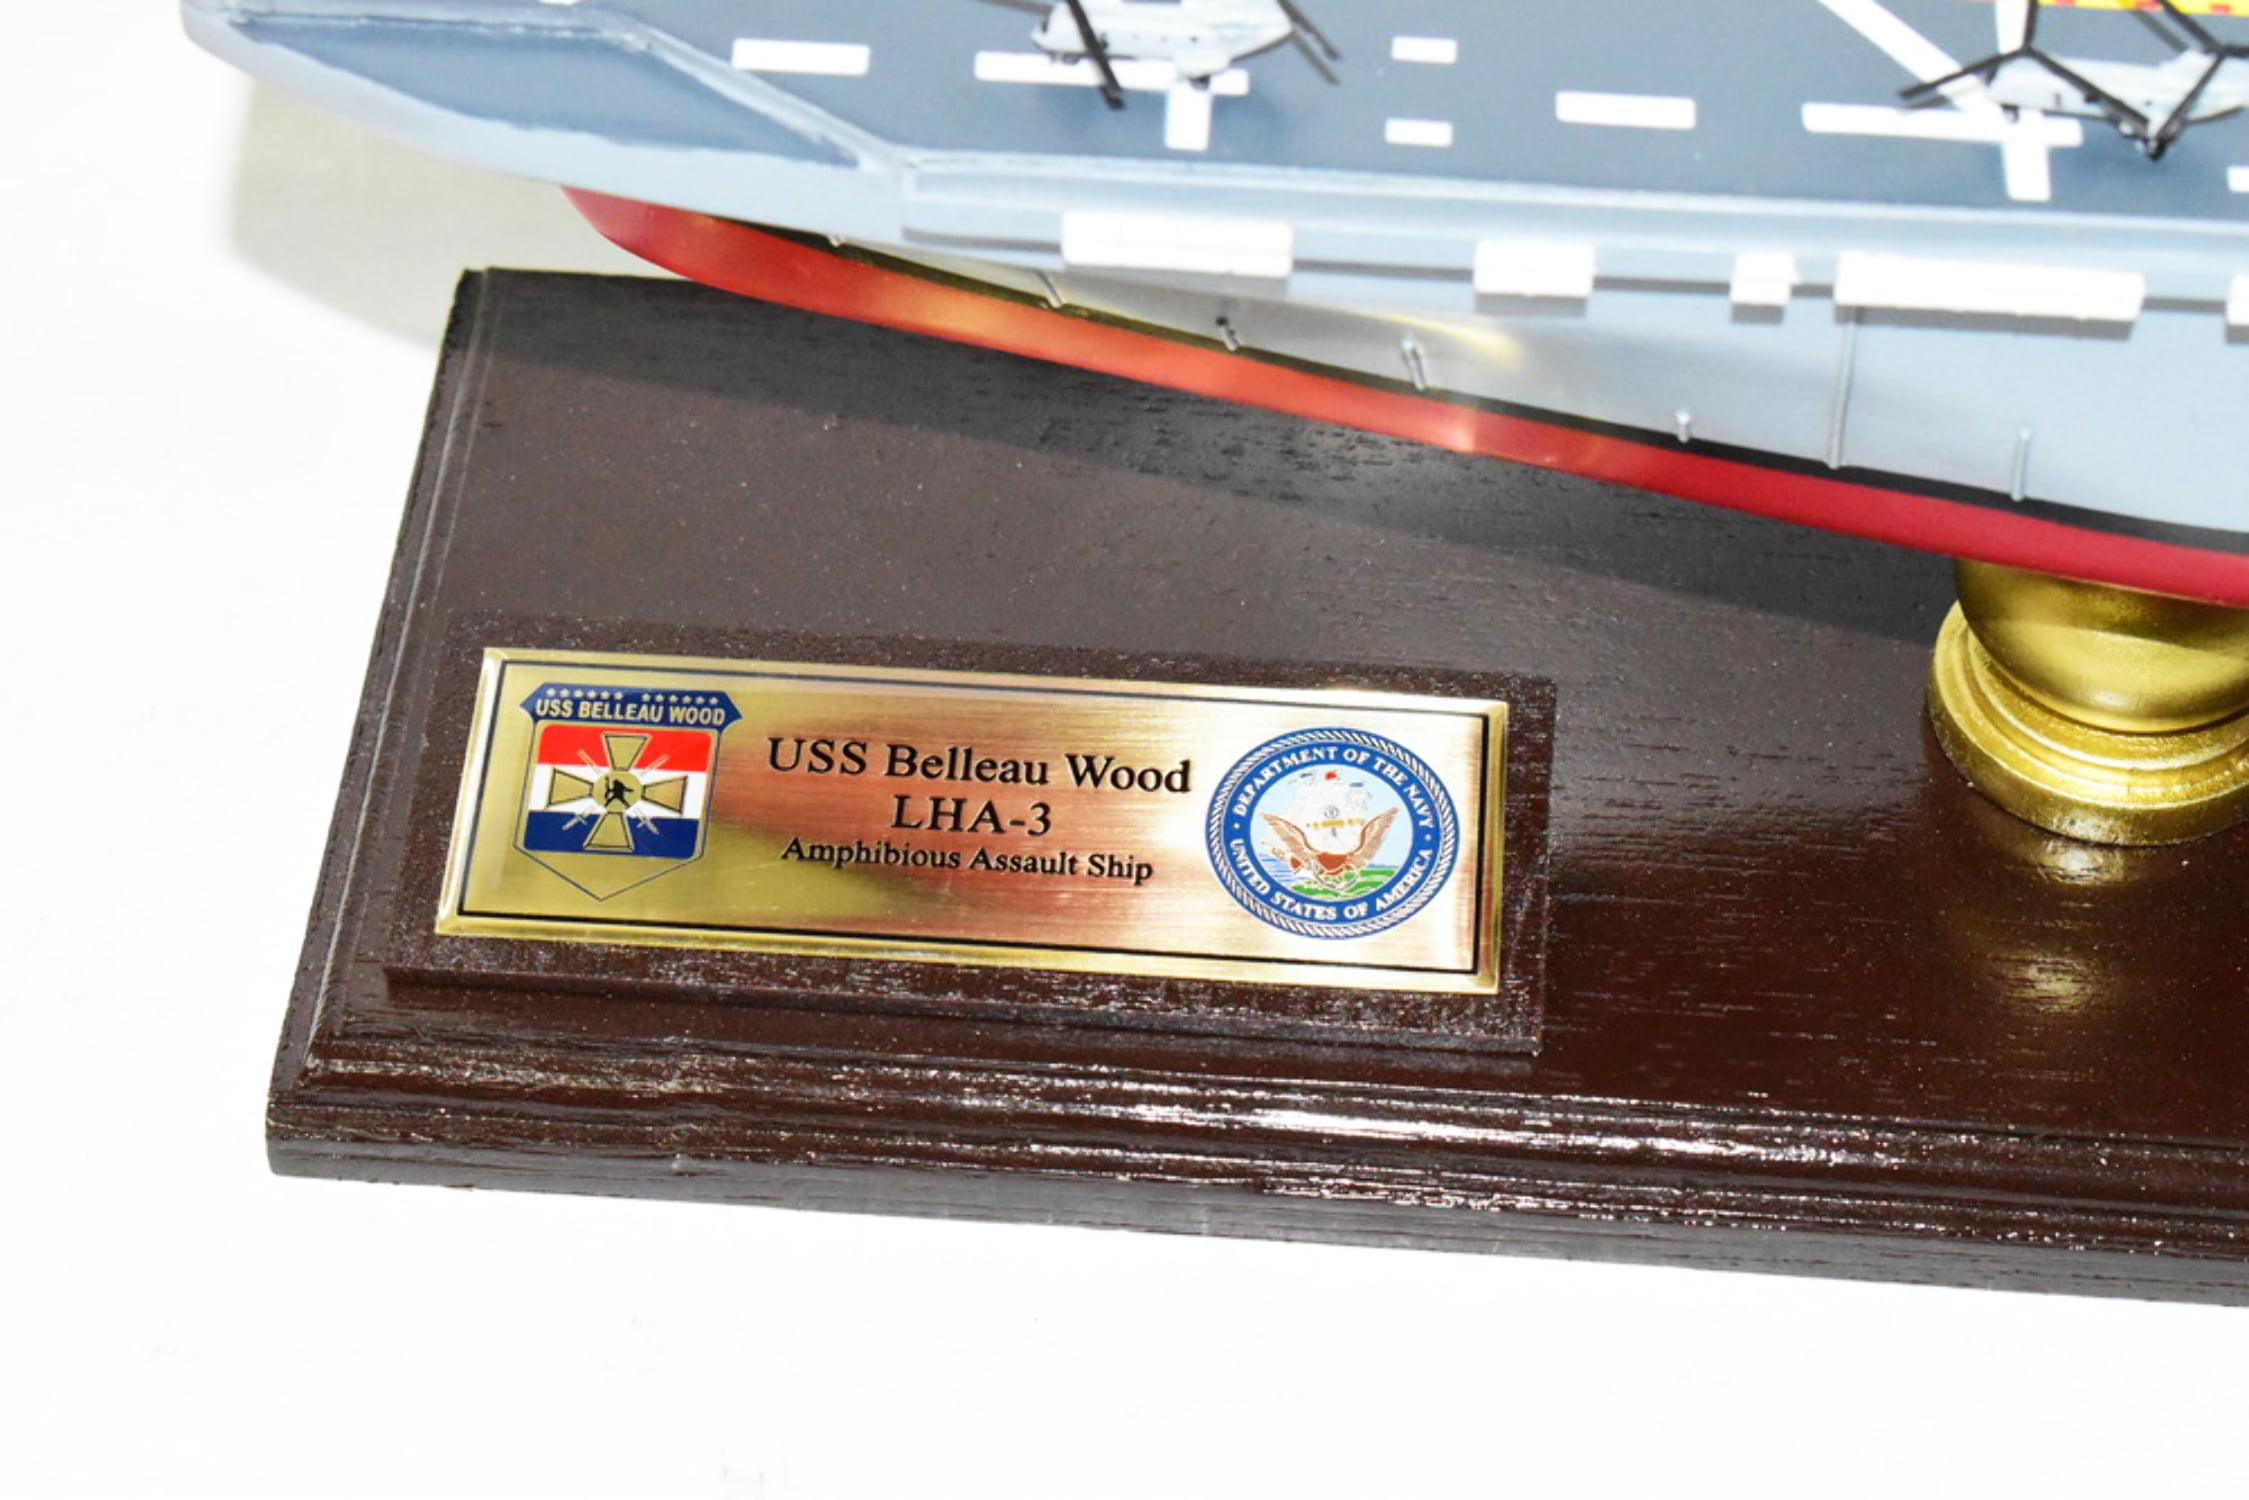 USS BELLEAU WOOD
USS Belleau Wood
LHA-3
Amphibious Assault Ship
DEPARTMENT OF THE NAVY
UNITED STATES OF AMERICA